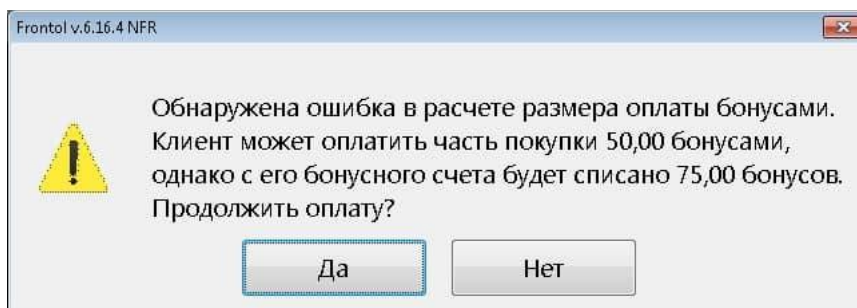 Frontol v.6.16.4 NFR
Обнаружена ошибка в расчете размера оплаты бонусами.
Клиент может оплатить часть покупки 50,00 бонусами,
однако с его бонусного счета будет списано 75,00 бонусов.
Продолжить оплату?
Да
Нет